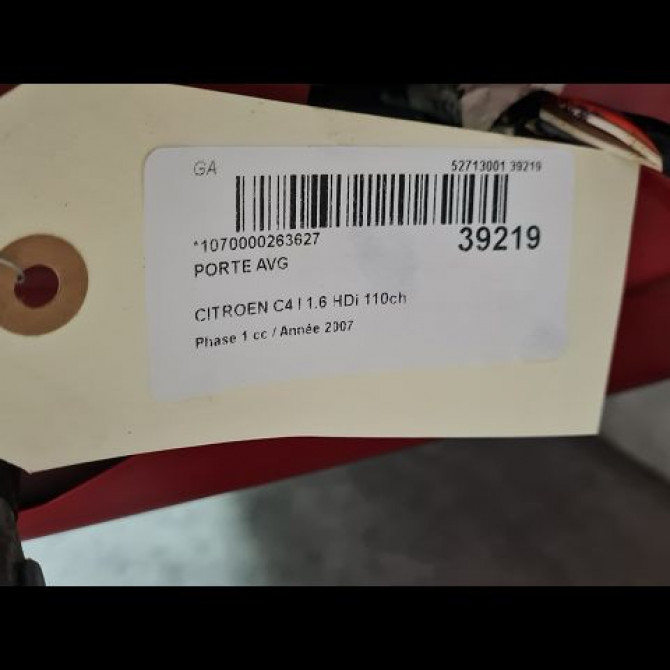 GA 52713001 39219
*1070000263627 39219
PORTE AVG
CITROEN C4 I 1.6 HDi 110ch
Phase 1 cc / Année 2007